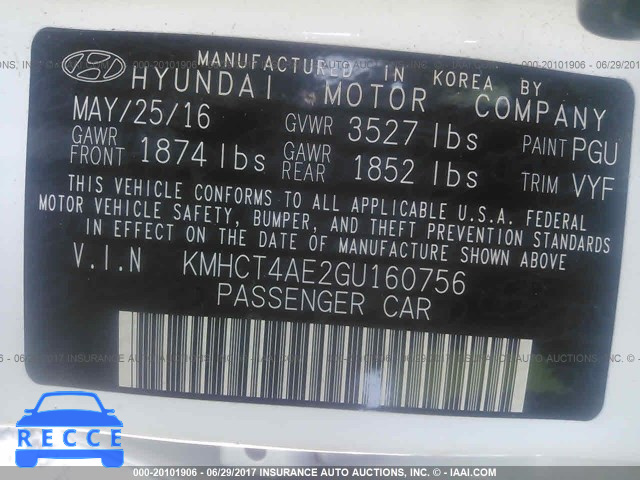 MANUFACTURED IN KOREA BY
HYUNDAI MOTOR COMPANY
MAY/25/16 GVWR 3527 lbs PAINT PGU
GAWR FRONT 1874 lbs GAWR REAR 1852 lbs TRIM VYF
THIS VEHICLE CONFORMS TO ALL APPLICABLE U.S.A. FEDERAL
MOTOR VEHICLE SAFETY, BUMPER, AND THEFT PREVENTION STANDARDS
IN EFFECT ON THE DATE OF MANUFACTURE SHOWN ABOVE
V.I.N KMHCT4AE2GU160756
PASSENGER CAR
RECCE
000-20101906 - 06/29/2017 INSURANCE AUTO AUCTIONS, INC. - IAAI.COM